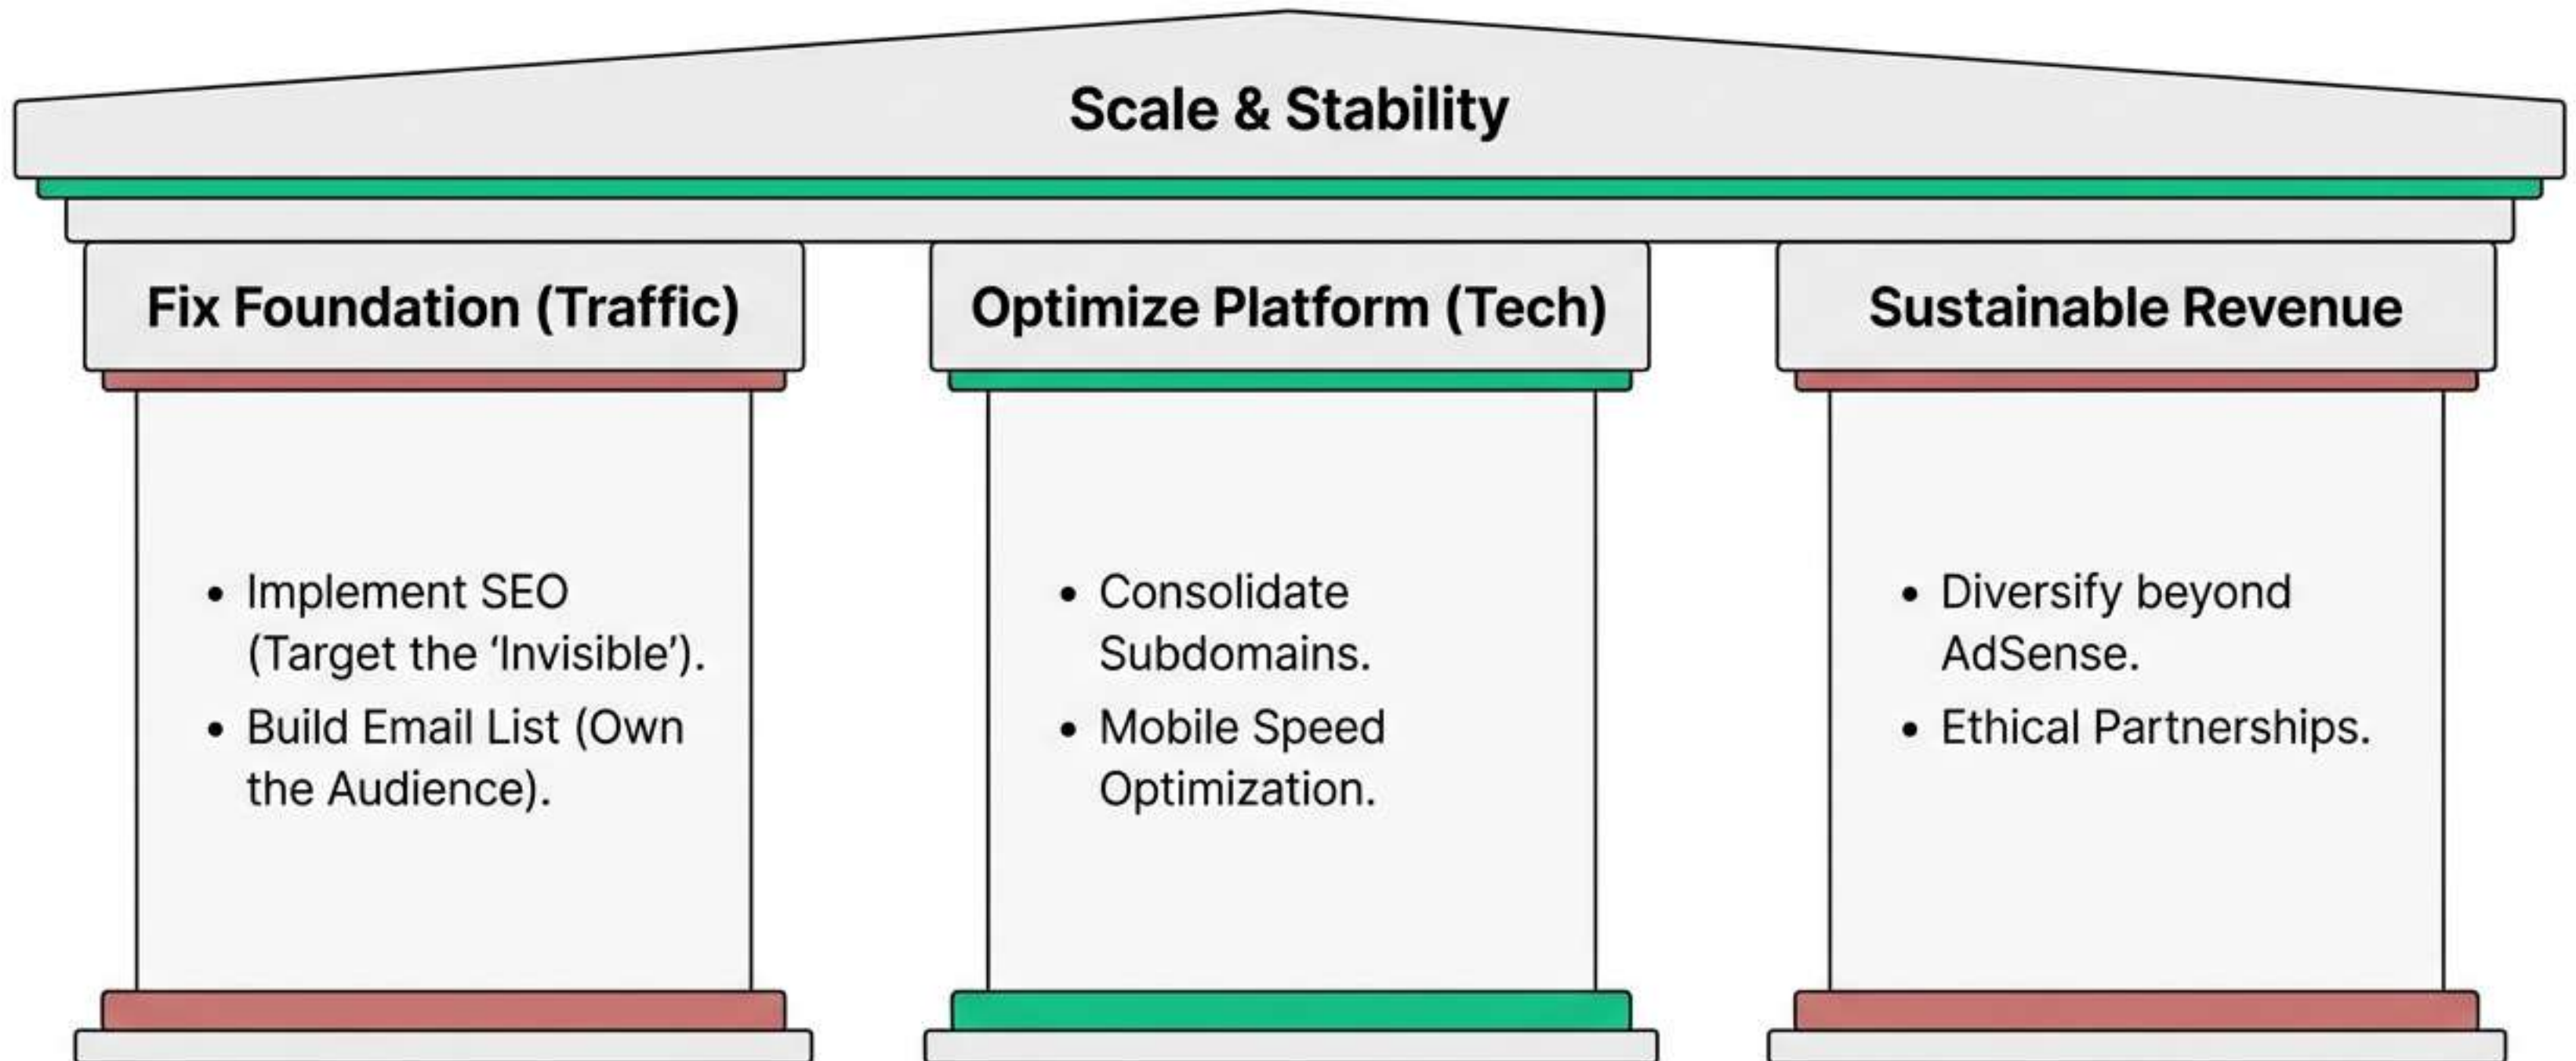 Scale & Stability
Fix Foundation (Traffic)
• Implement SEO
(Target the ‘Invisible’).
• Build Email List (Own
the Audience).
Optimize Platform (Tech)
• Consolidate
Subdomains.
• Mobile Speed
Optimization.
Sustainable Revenue
• Diversify beyond
AdSense.
• Ethical Partnerships.